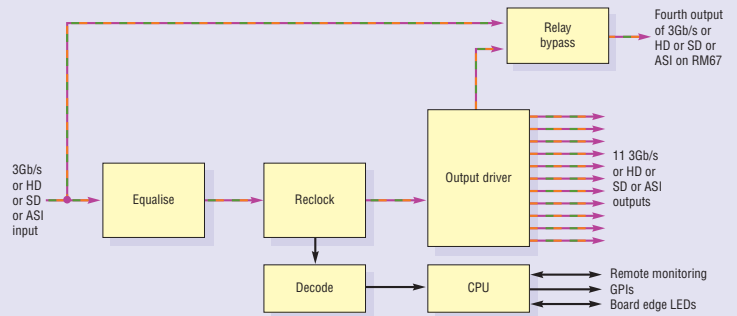 Relay
bypass
Fourth output
of 3Gb/s or
HD or SD or
ASI on RM67
3Gb/s
or HD
or SD
or ASI
input
Equalise
Reclock
Output driver
11 3Gb/s
or HD or
SD or ASI
outputs
Decode
CPU
Remote monitoring
GPIs
Board edge LEDs